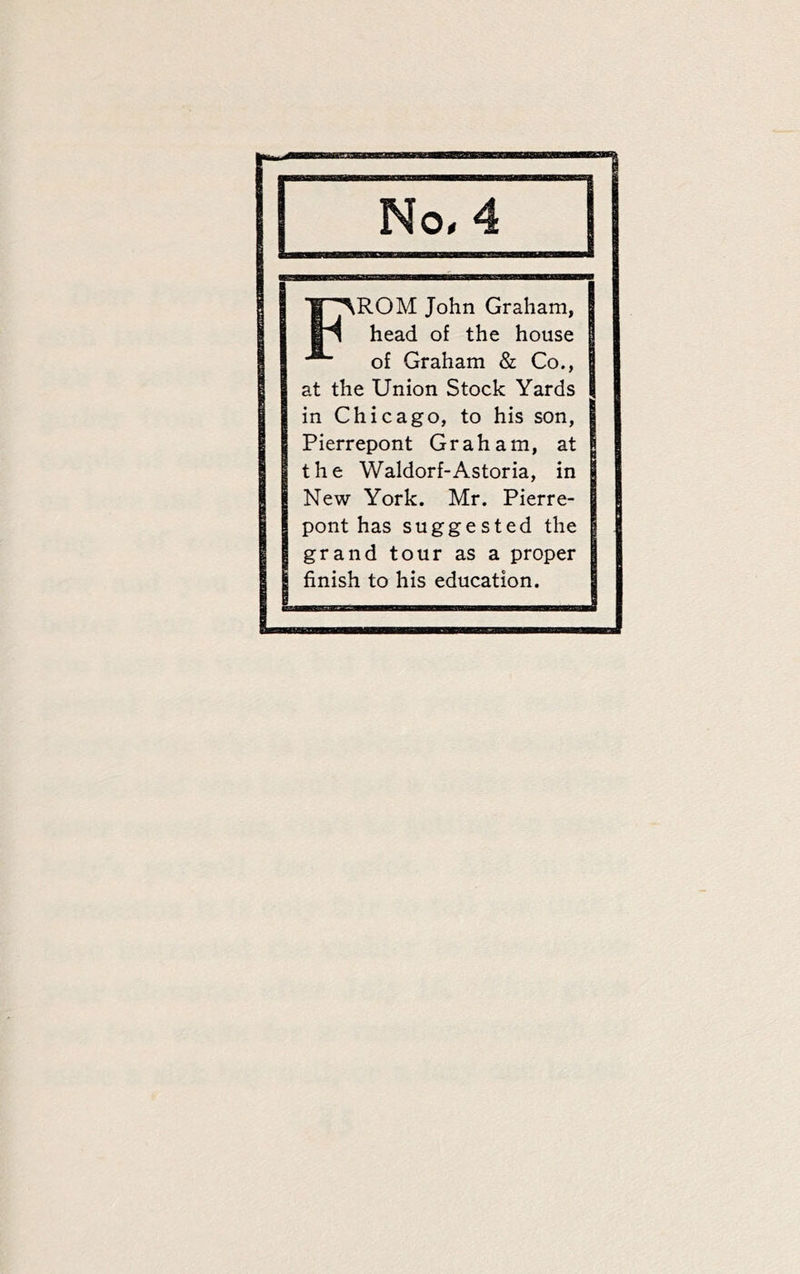 No. 4
FROM John Graham,
head of the house
of Graham & Co.,
at the Union Stock Yards
in Chicago, to his son,
Pierrepont Graham, at
the Waldorf-Astoria, in
New York. Mr. Pierre-
pont has suggested the
grand tour as a proper
finish to his education.